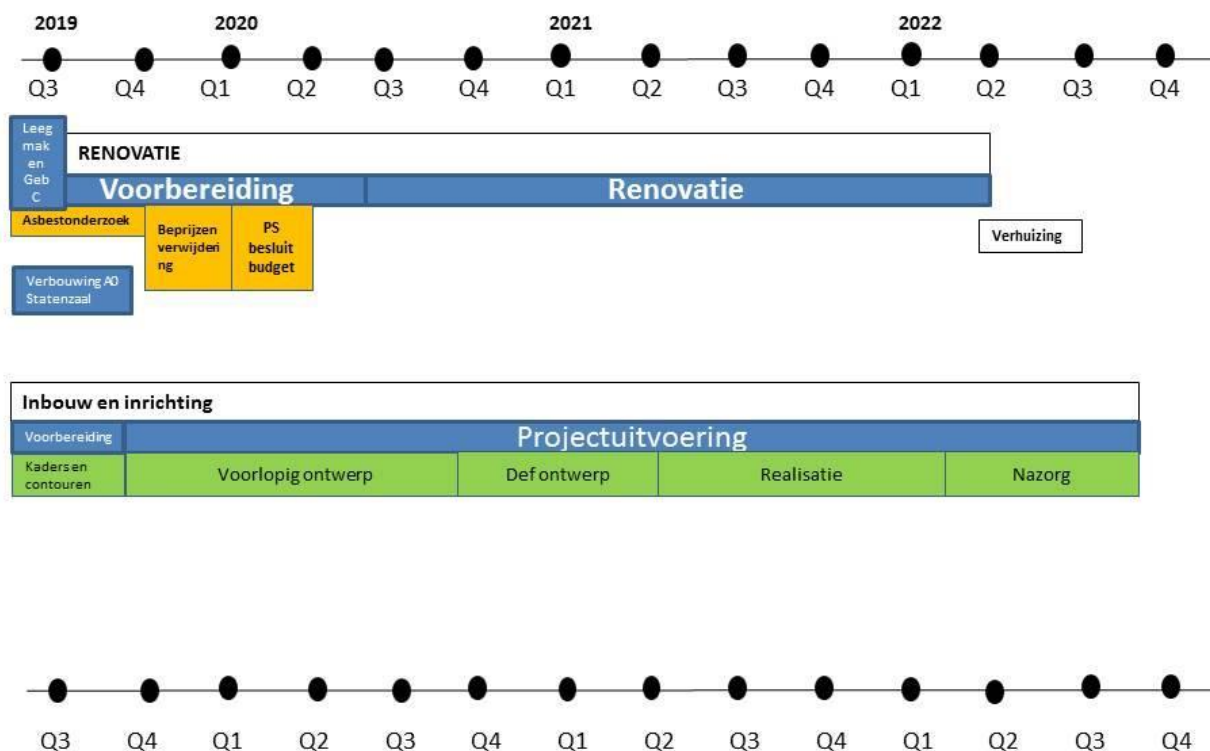 2019 2020 2021 2022
Q3 Q4 Q1 Q2 Q3 Q4 Q1 Q2 Q3 Q4 Q1 Q2 Q3 Q4
Leeg
mak
en
Geb
C
RENOVATIE
Voorbereiding Renovatie
Asbestonderzoek
Beprijzen
verwijderi
ng
PS
besluit
budget
Verhuizing
Verbouwing A0
Statenzaal
Inbouw en inrichting
Voorbereiding Projectuitvoering
Kaders en
contouren
Voorlopig ontwerp Def ontwerp Realisatie Nazorg
Q3 Q4 Q1 Q2 Q3 Q4 Q1 Q2 Q3 Q4 Q1 Q2 Q3 Q4